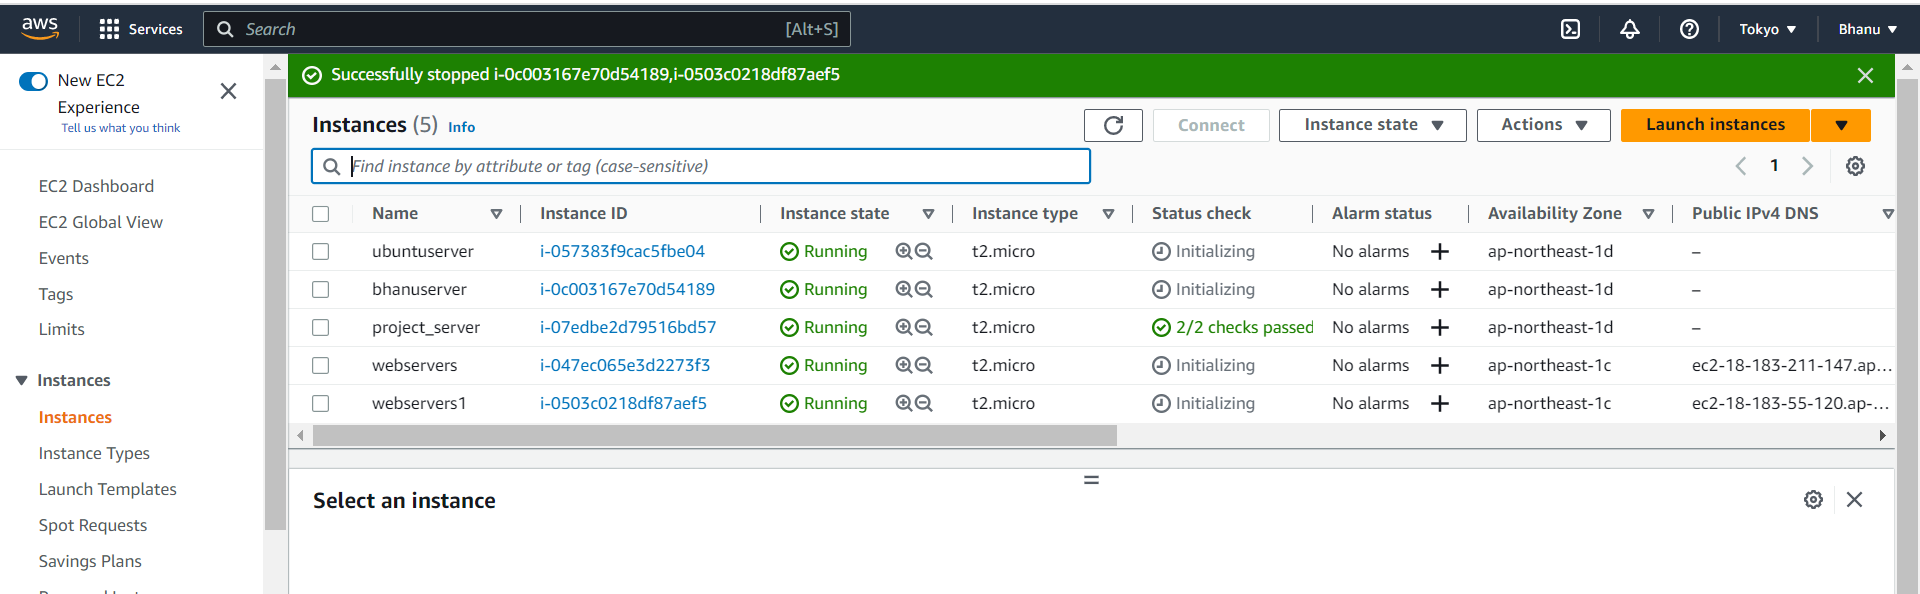 aws Services Search [Alt+S] Tokyo Bhanu
New EC2
Experience
Tell us what you think
EC2 Dashboard
EC2 Global View
Events
Tags
Limits
Instances
Instances
Instance Types
Launch Templates
Spot Requests
Savings Plans
Successfully stopped i-0c003167e70d54189,i-0503c0218df87aef5
Instances (5) Info Connect Instance state Actions Launch instances
Find instance by attribute or tag (case-sensitive) 1
Name Instance ID Instance state Instance type Status check Alarm status Availability Zone Public IPv4 DNS
ubuntuserver i-057383f9cac5fbe04 Running t2.micro Initializing No alarms + ap-northeast-1d –
bhanuserver i-0c003167e70d54189 Running t2.micro Initializing No alarms + ap-northeast-1d –
project_server i-07edbe2d79516bd57 Running t2.micro 2/2 checks passed No alarms + ap-northeast-1d –
webservers i-047ec065e3d2273f3 Running t2.micro Initializing No alarms + ap-northeast-1c ec2-18-183-211-147.ap...
webservers1 i-0503c0218df87aef5 Running t2.micro Initializing No alarms + ap-northeast-1c ec2-18-183-55-120.ap-...
Select an instance